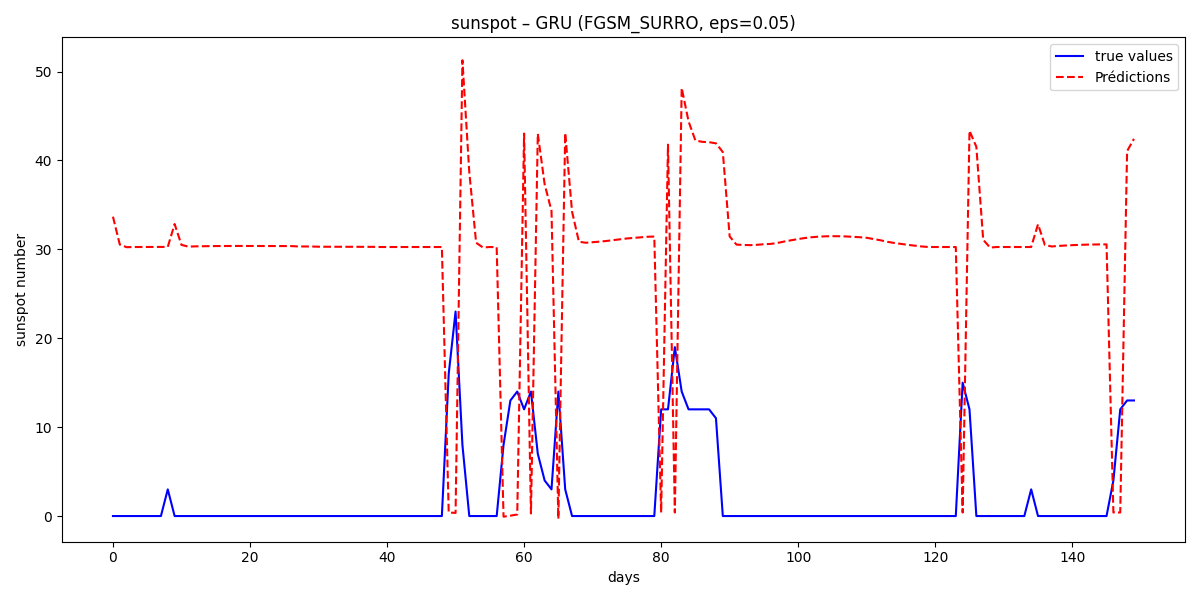 sunspot – GRU (FGSM_SURRO, eps=0.05)
true values
Prédictions
sunspot number
50
40
30
20
10
0
0 20 40 60 80 100 120 140
days